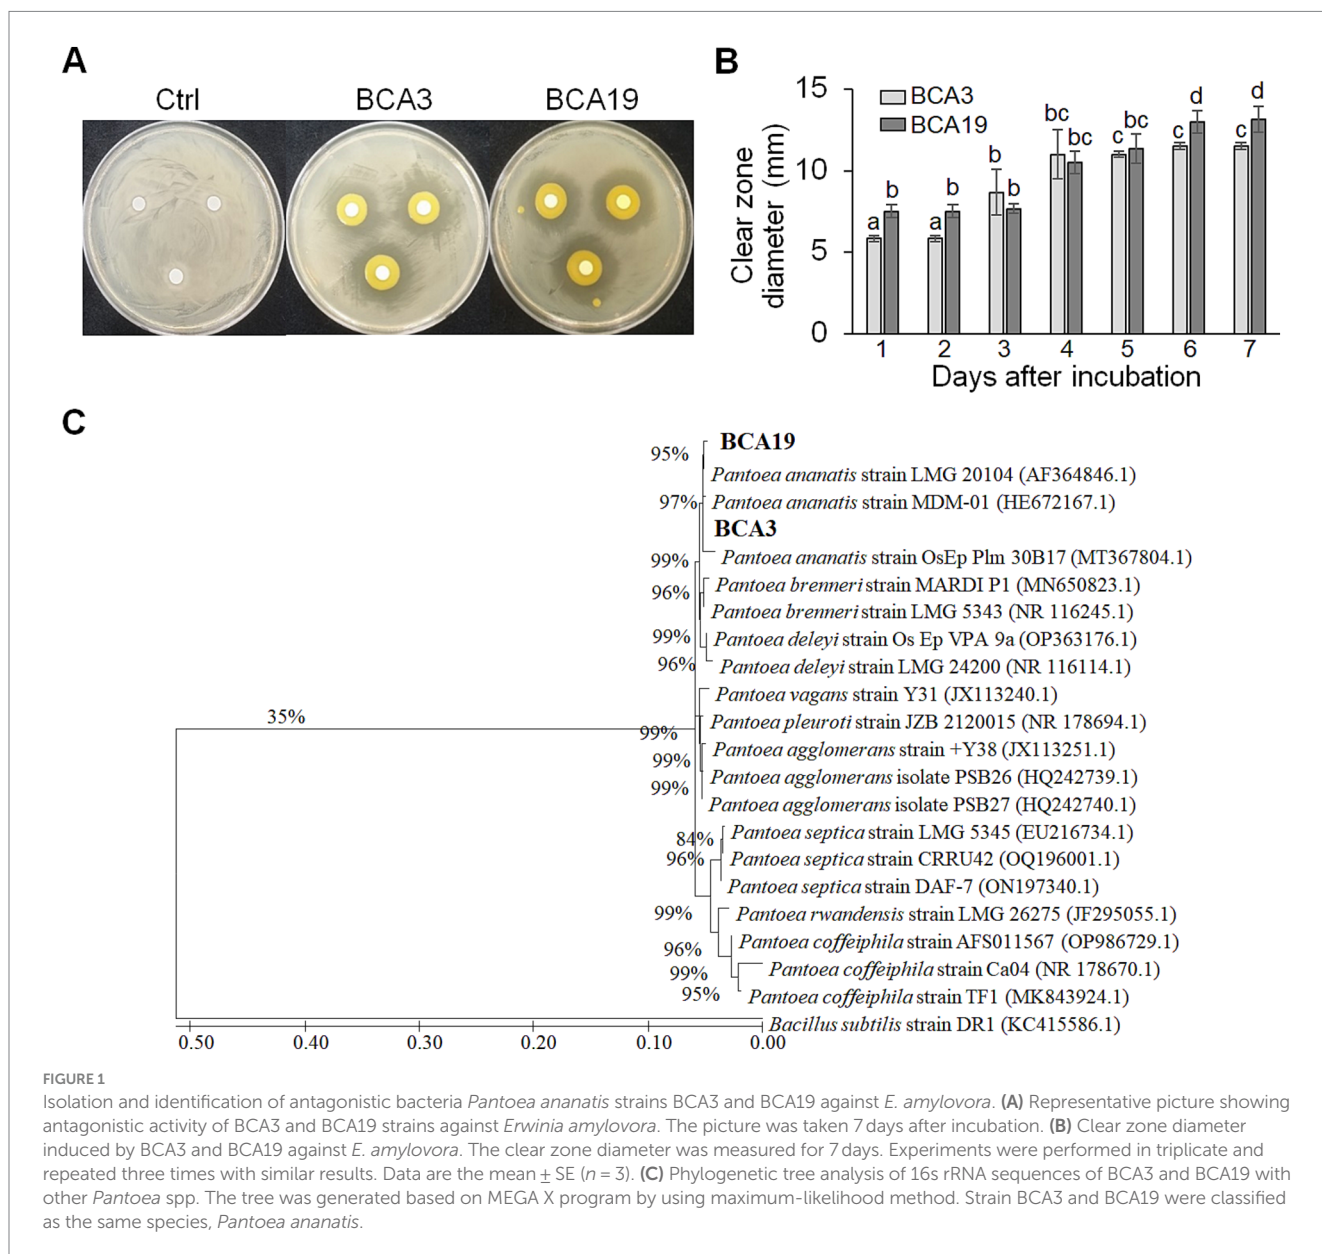 A
Ctrl
BCA3
BCA19
B
15
10
5
0
Clear zone
diameter (mm)
BCA3
BCA19
a
b
a
b
b
b
bc
bc
c
bc
c
d
c
d
1 2 3 4 5 6 7
Days after incubation
C
95%
97%
99%
96%
99%
96%
35%
99%
99%
99%
84%
96%
99%
96%
99%
95%
BCA19
Pantoea ananatis strain LMG 20104 (AF364846.1)
Pantoea ananatis strain MDM-01 (HE672167.1)
BCA3
Pantoea ananatis strain OsEp Plm 30B17 (MT367804.1)
Pantoea brenneri strain MARDI P1 (MN650823.1)
Pantoea brenneri strain LMG 5343 (NR 116245.1)
Pantoea deleyi strain Os Ep VPA 9a (OP363176.1)
Pantoea deleyi strain LMG 24200 (NR 116114.1)
Pantoea vagans strain Y31 (JX113240.1)
Pantoea pleuroti strain JZB 2120015 (NR 178694.1)
Pantoea agglomerans strain +Y38 (JX113251.1)
Pantoea agglomerans isolate PSB26 (HQ242739.1)
Pantoea agglomerans isolate PSB27 (HQ242740.1)
Pantoea septica strain LMG 5345 (EU216734.1)
Pantoea septica strain CRRU42 (OQ196001.1)
Pantoea septica strain DAF-7 (ON197340.1)
Pantoea rwandensis strain LMG 26275 (JF295055.1)
Pantoea coffeiphila strain AFS011567 (OP986729.1)
Pantoea coffeiphila strain Ca04 (NR 178670.1)
Pantoea coffeiphila strain TF1 (MK843924.1)
Bacillus subtilis strain DR1 (KC415586.1)
0.50 0.40 0.30 0.20 0.10 0.00
FIGURE 1
Isolation and identification of antagonistic bacteria Pantoea ananatis strains BCA3 and BCA19 against E. amylovora. (A) Representative picture showing
antagonistic activity of BCA3 and BCA19 strains against Erwinia amylovora. The picture was taken 7 days after incubation. (B) Clear zone diameter
induced by BCA3 and BCA19 against E. amylovora. The clear zone diameter was measured for 7 days. Experiments were performed in triplicate and
repeated three times with similar results. Data are the mean ± SE (n = 3). (C) Phylogenetic tree analysis of 16s rRNA sequences of BCA3 and BCA19 with
other Pantoea spp. The tree was generated based on MEGA X program by using maximum-likelihood method. Strain BCA3 and BCA19 were classified
as the same species, Pantoea ananatis.